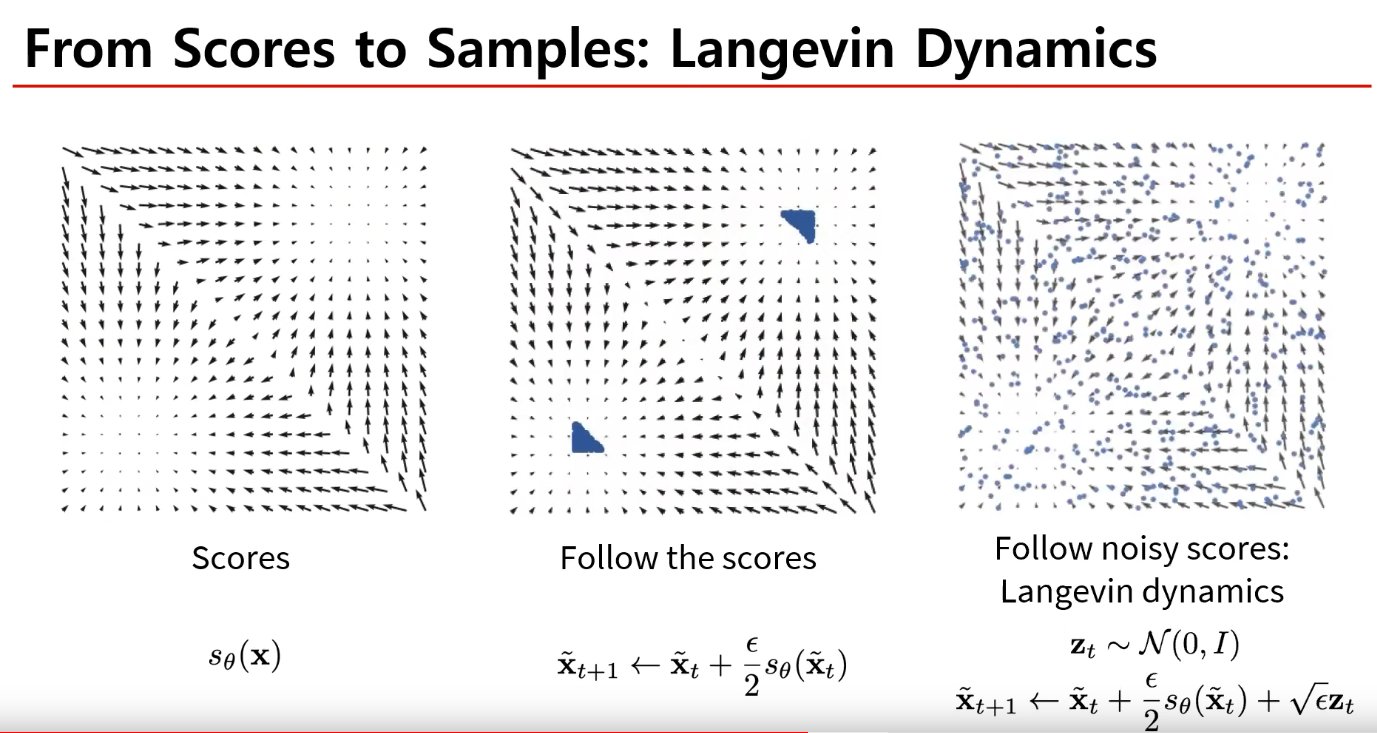 From Scores to Samples: Langevin Dynamics
Scores
Follow the scores
Follow noisy scores:
Langevin dynamics
$s_\theta(\mathbf{x})$
$\tilde{\mathbf{x}}_{t+1} \leftarrow \tilde{\mathbf{x}}_t + \frac{\epsilon}{2} s_\theta(\tilde{\mathbf{x}}_t)$
$\mathbf{z}_t \sim \mathcal{N}(0, I)$
$\tilde{\mathbf{x}}_{t+1} \leftarrow \tilde{\mathbf{x}}_t + \frac{\epsilon}{2} s_\theta(\tilde{\mathbf{x}}_t) + \sqrt{\epsilon} \mathbf{z}_t$